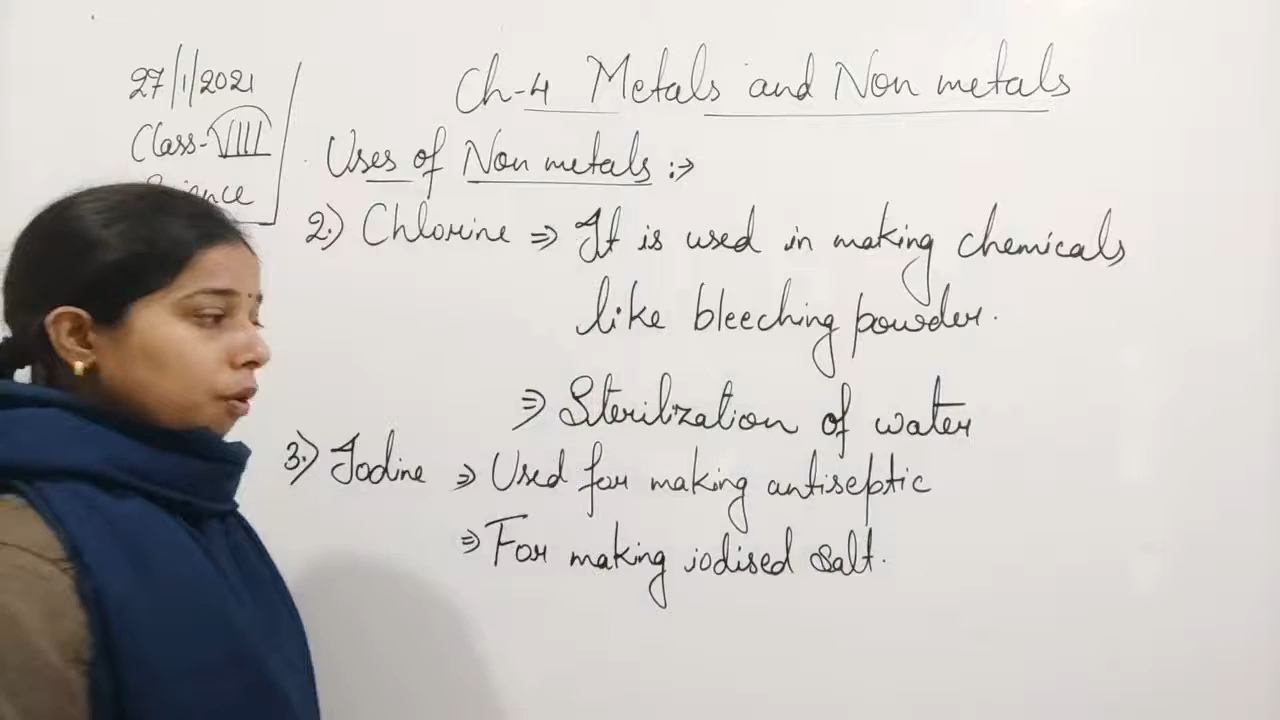 27/1/2021
Class-VIII
Ch-4 Metals and Non metals
Uses of Non metals :->
2.) Chlorine => It is used in making chemicals
like bleeching powder.
=> Sterilization of water
3.) Iodine => Used for making antiseptic
=> For making iodised salt.